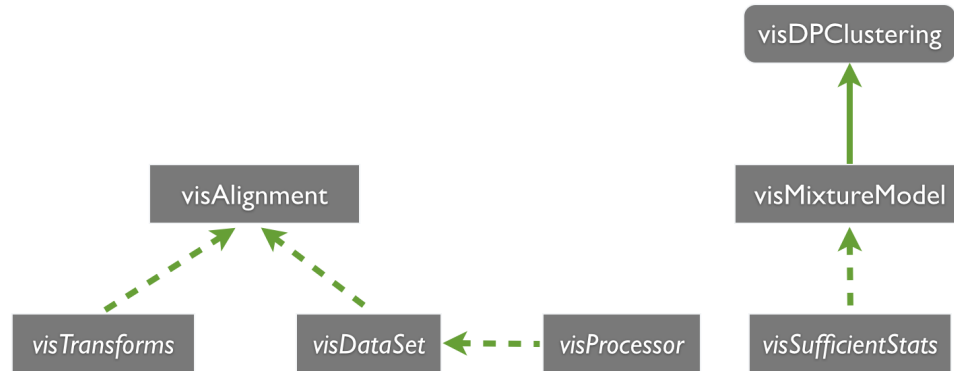 visDPClustering
visAlignment
visMixtureModel
visTransforms
visDataSet
visProcessor
visSufficientStats